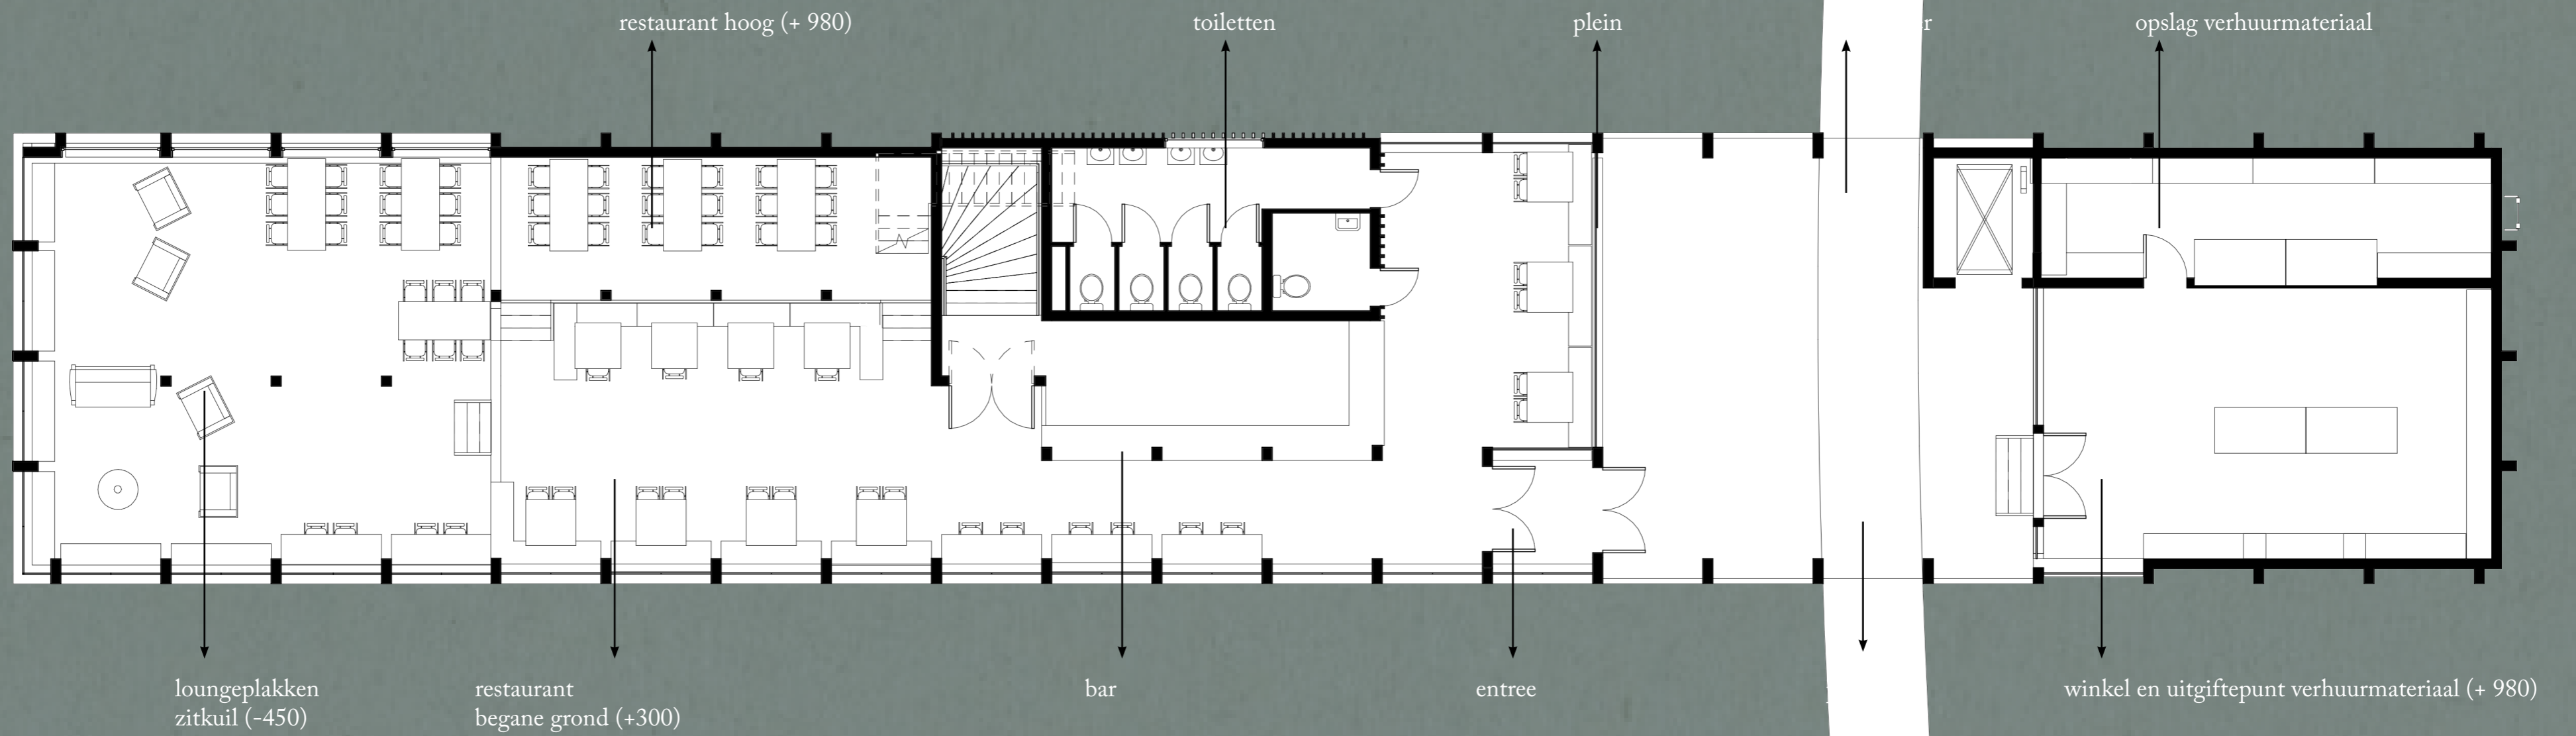 restaurant hoog (+ 980)
toiletten
plein
opslag verhuurmateriaal
loungeplakken
zitkuil (-450)
restaurant
begane grond (+300)
bar
entree
winkel en uitgiftepunt verhuurmateriaal (+ 980)